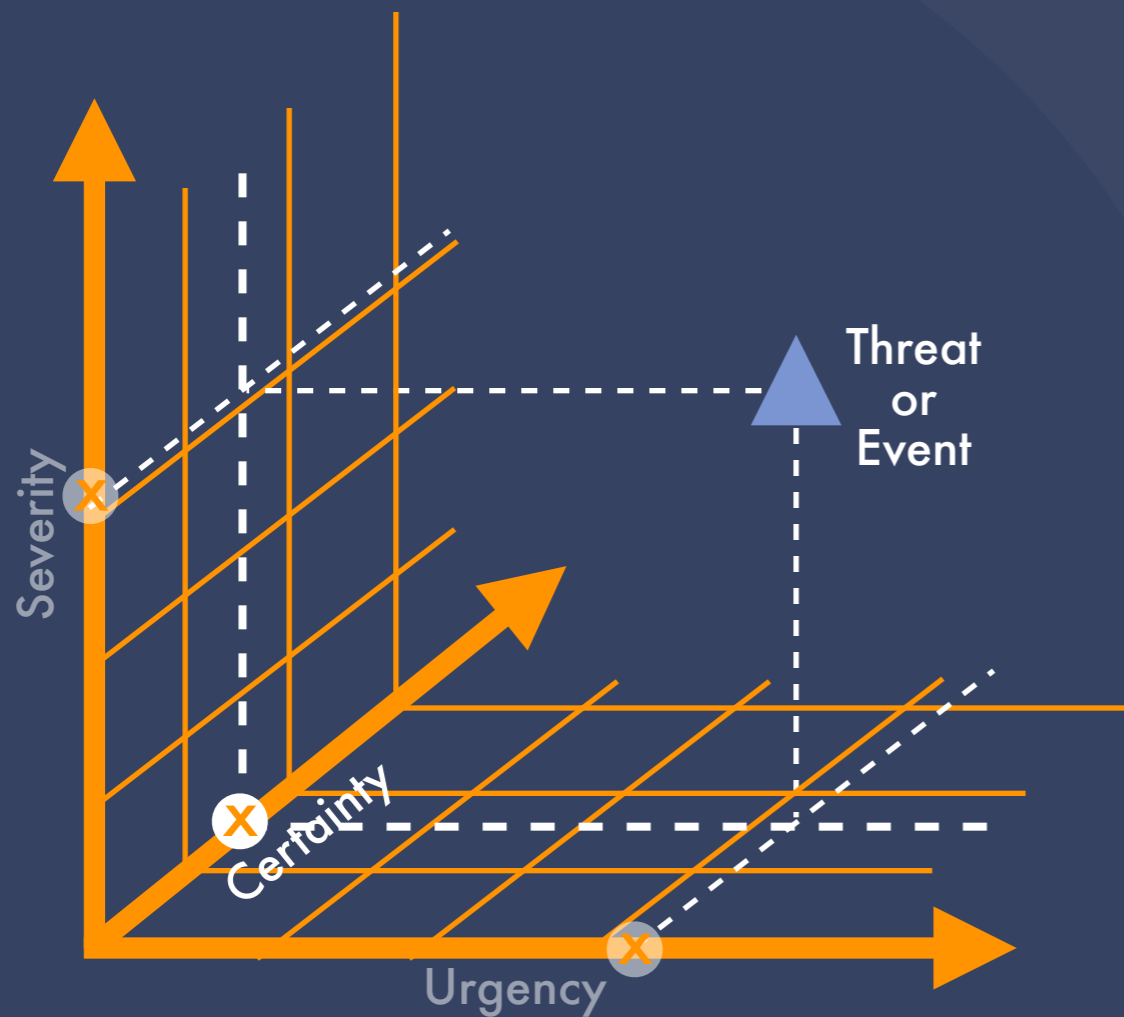 Threat
or
Event
Severity
X
X
Certainty
X
Urgency